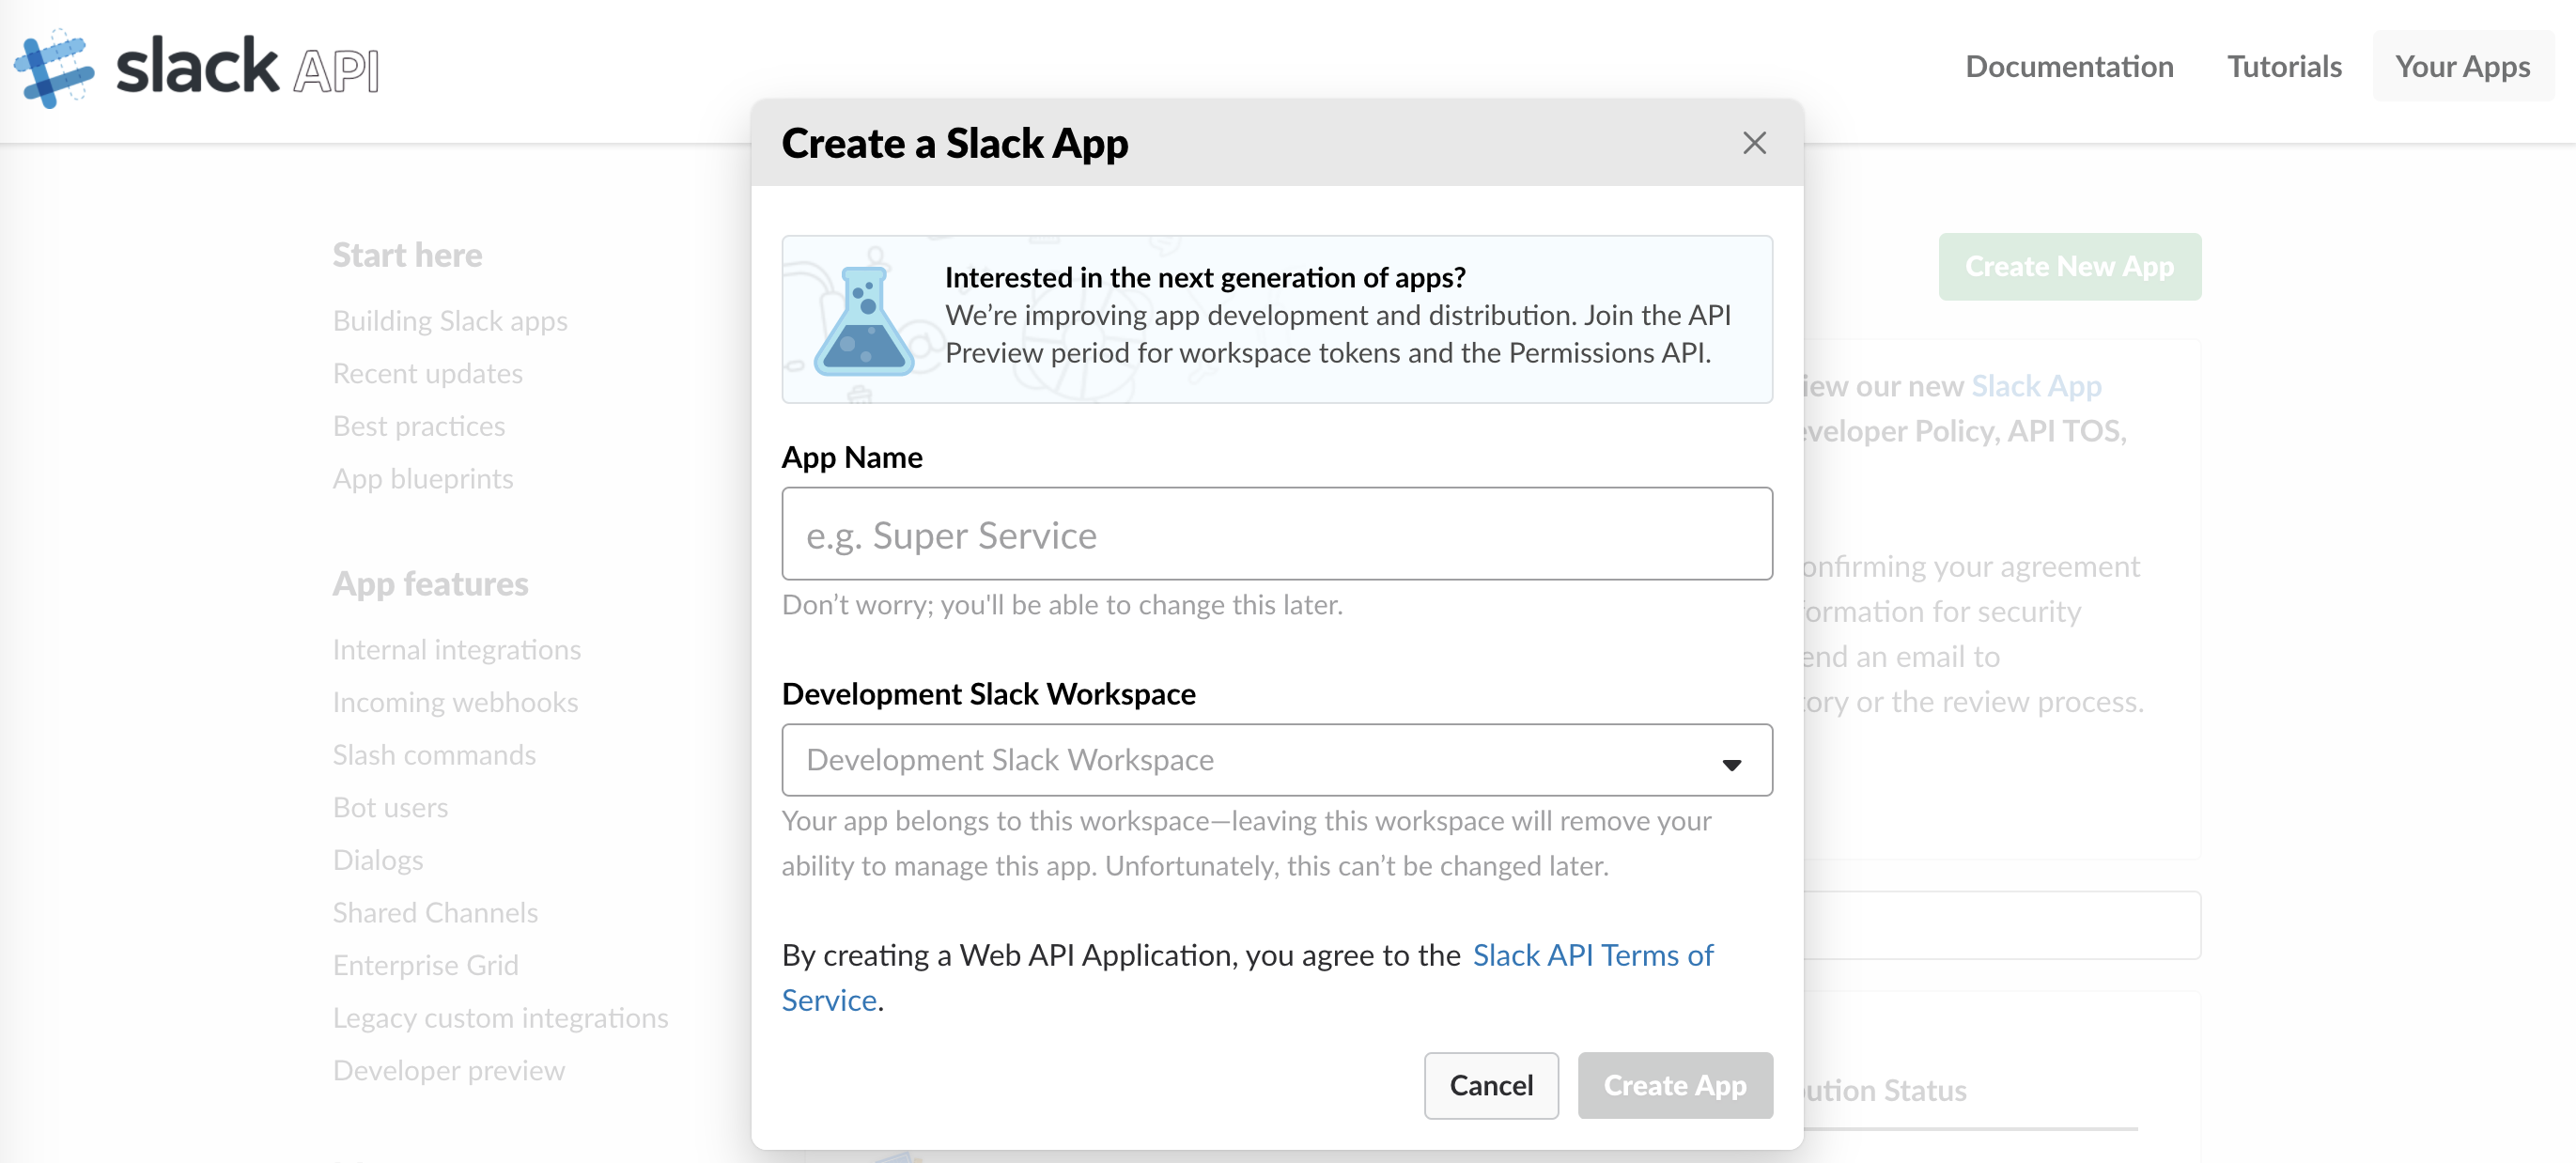 slack API
Documentation
Tutorials
Your Apps
Start here
Building Slack apps
Recent updates
Best practices
App blueprints
App features
Internal integrations
Incoming webhooks
Slash commands
Bot users
Dialogs
Shared Channels
Enterprise Grid
Legacy custom integrations
Developer preview
Create a Slack App
Interested in the next generation of apps?
We’re improving app development and distribution. Join the API
Preview period for workspace tokens and the Permissions API.
App Name
e.g. Super Service
Don’t worry; you'll be able to change this later.
Development Slack Workspace
Development Slack Workspace
Your app belongs to this workspace—leaving this workspace will remove your
ability to manage this app. Unfortunately, this can’t be changed later.
By creating a Web API Application, you agree to the Slack API Terms of
Service.
Cancel
Create App
Create New App
our new Slack App
Policy, API TOS,
your agreement
for security
an email to
or the review process.
Status